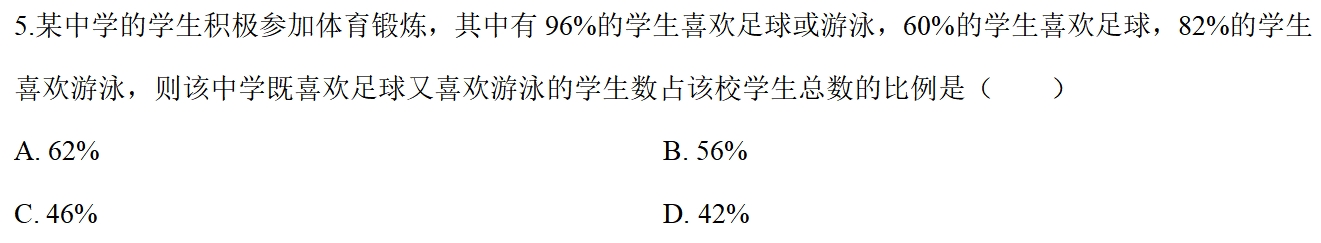 5.某中学的学生积极参加体育锻炼，其中有 96%的学生喜欢足球或游泳，60%的学生喜欢足球，82%的学生
喜欢游泳，则该中学既喜欢足球又喜欢游泳的学生数占该校学生总数的比例是（　　）
A. 62%	B. 56%
C. 46%	D. 42%